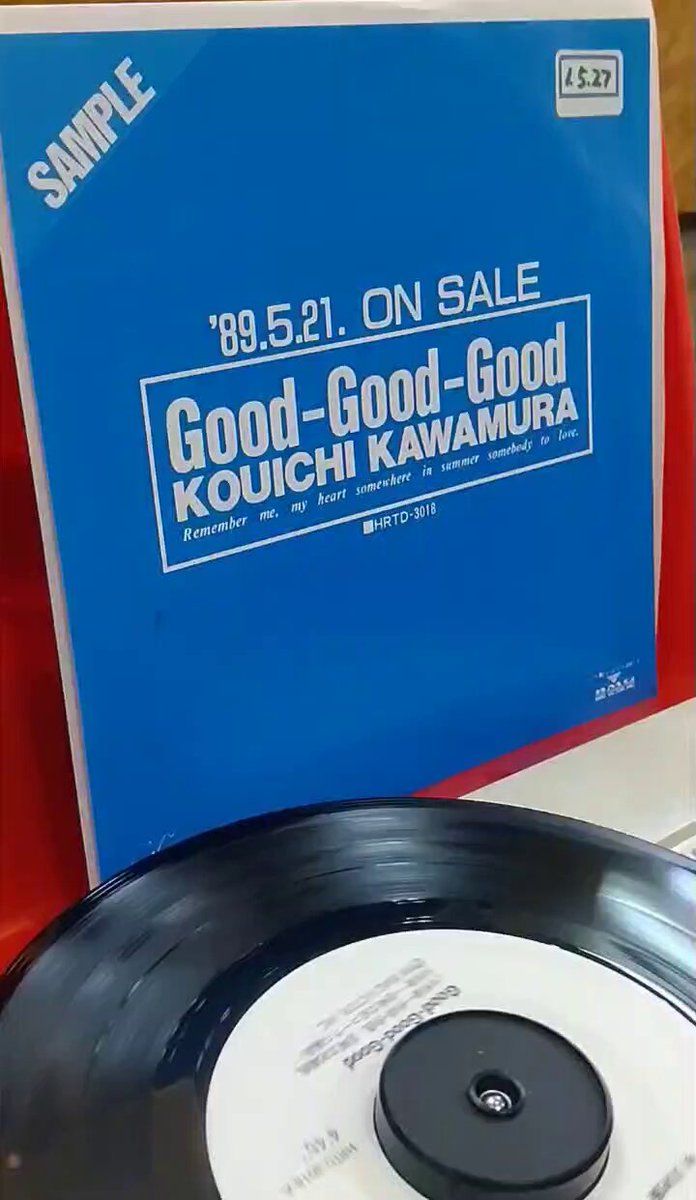 SAMPLE
1.5.27
'89.5.21. ON SALE
Good-Good-Good
KOUICHI KAWAMURA
Remember me, my heart somewhere in summer somebody to love.
■HRTD-3018
Good-Good-Good